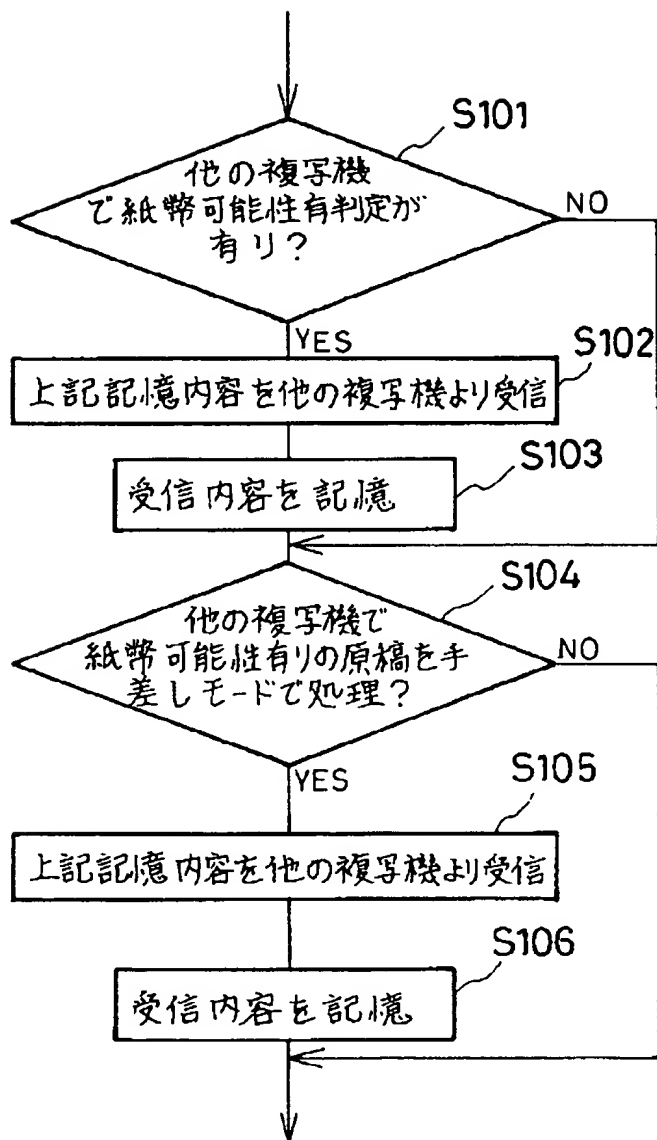 S101
他の複写機
で紙幣可能性有判定が
有り?
NO
YES
S102
上記記憶内容を他の複写機より受信
S103
受信内容を記憶
S104
他の複写機で
紙幣可能性有りの原稿を手
差しモードで処理?
NO
YES
S105
上記記憶内容を他の複写機より受信
S106
受信内容を記憶